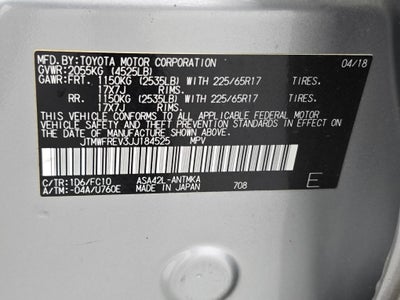 MFD.BY:TOYOTA MOTOR CORPORATION 04/18
GVWR:2055KG (4525LB)
GAWR:FRT. 1150KG (2535LB) WITH 225/65R17 TIRES.
17X7J RIMS.
RR. 1150KG (2535LB) WITH 225/65R17 TIRES.
17X7J RIMS.
THIS VEHICLE CONFORMS TO ALL APPLICABLE FEDERAL MOTOR
VEHICLE SAFETY AND BUMPER STANDARDS IN EFFECT ON THE
DATE OF MANUFACTURE SHOWN ABOVE.
JTMWFREV3JJ184525 MPV
C/TR:1D6/FC10 ASA42L-ANTMKA
A/TM:-04A/U760E MADE IN JAPAN 708 E